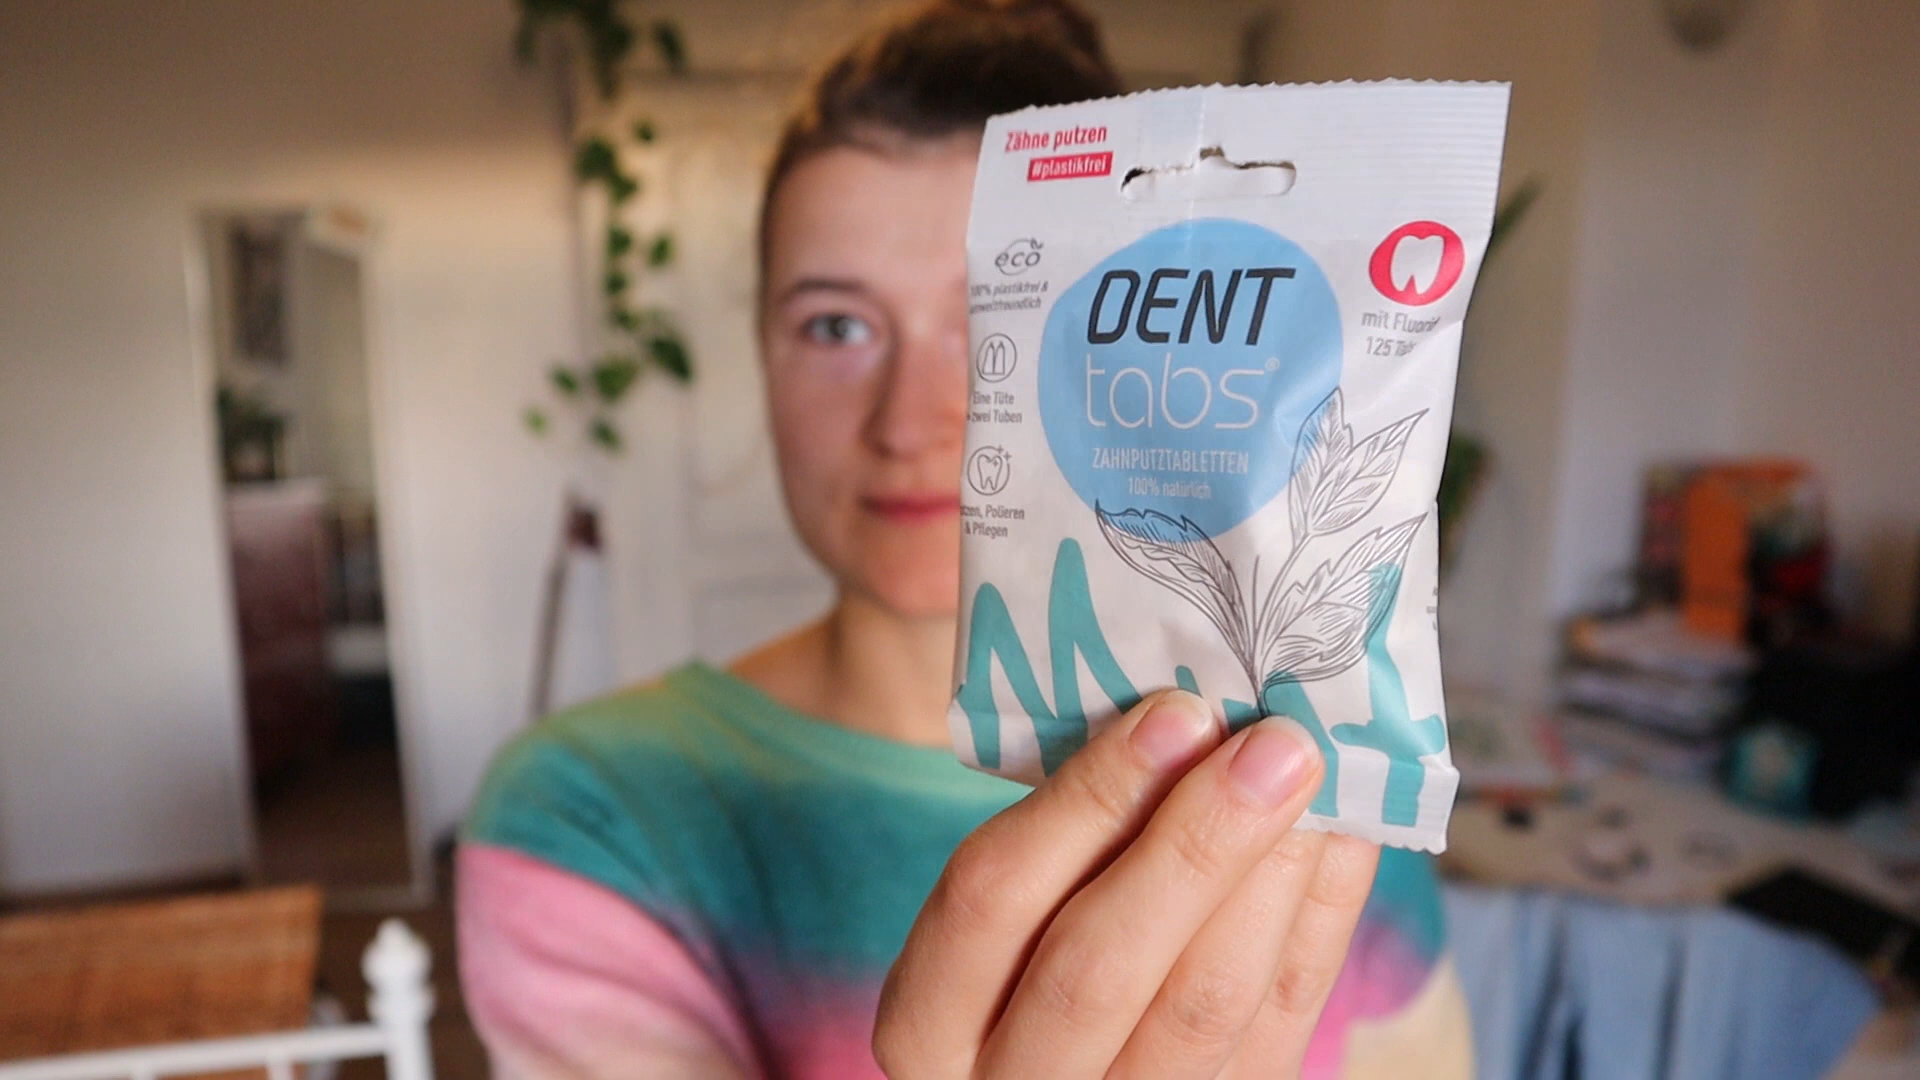 Zähne putzen
#plastikfrei
eco
100% plastikfrei &
umweltfreundlich
Eine Tüte
zwei Tuben
Polieren
& Pflegen
DENT
tabs®
ZAHNPUTZTABLETTEN
100% natürlich
mit
125